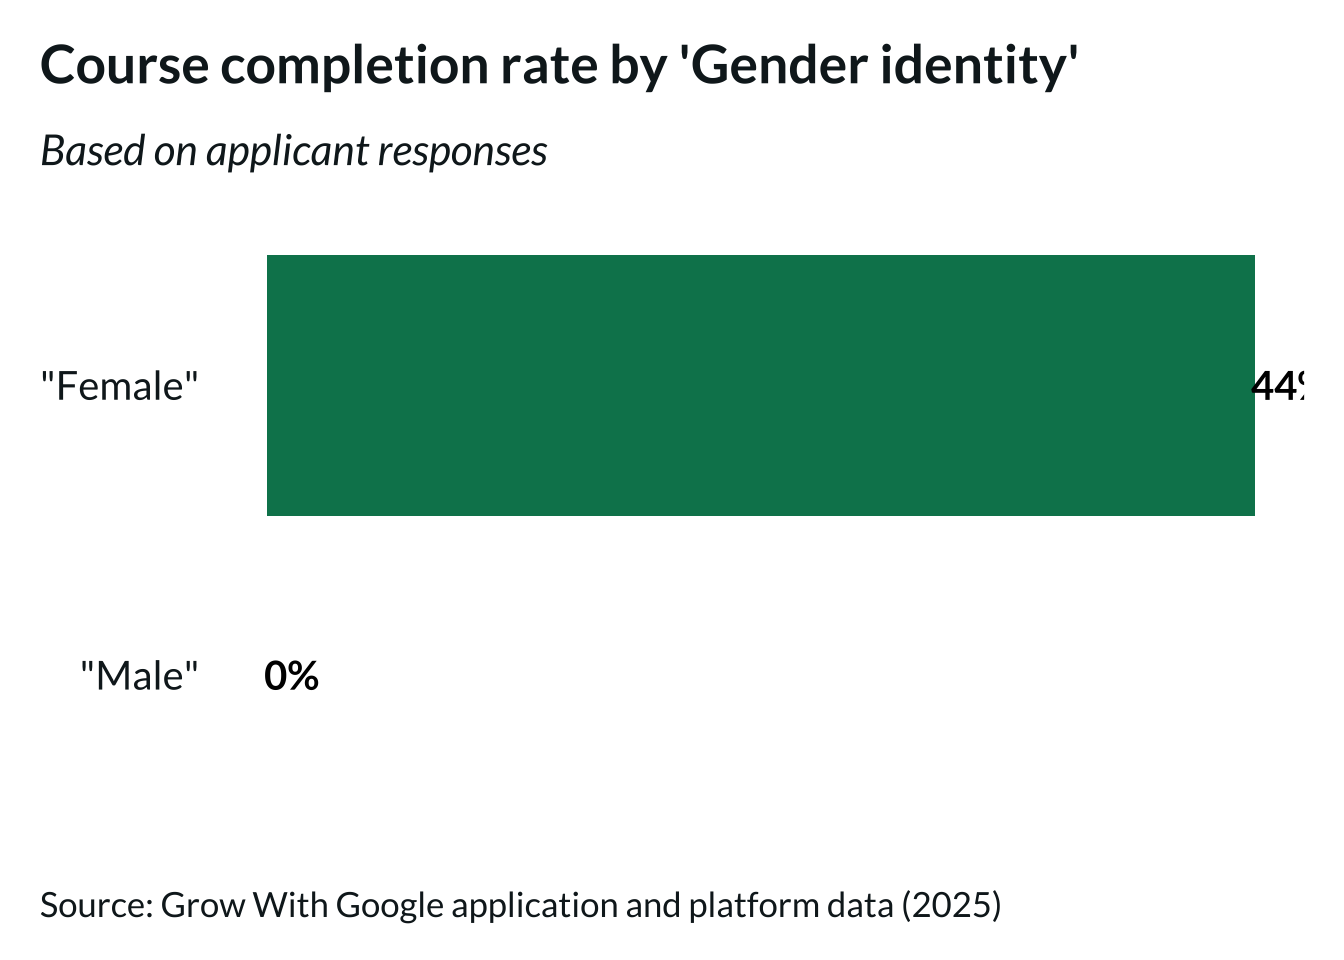 Course completion rate by 'Gender identity'
Based on applicant responses
"Female"
44%
"Male"
0%
Source: Grow With Google application and platform data (2025)